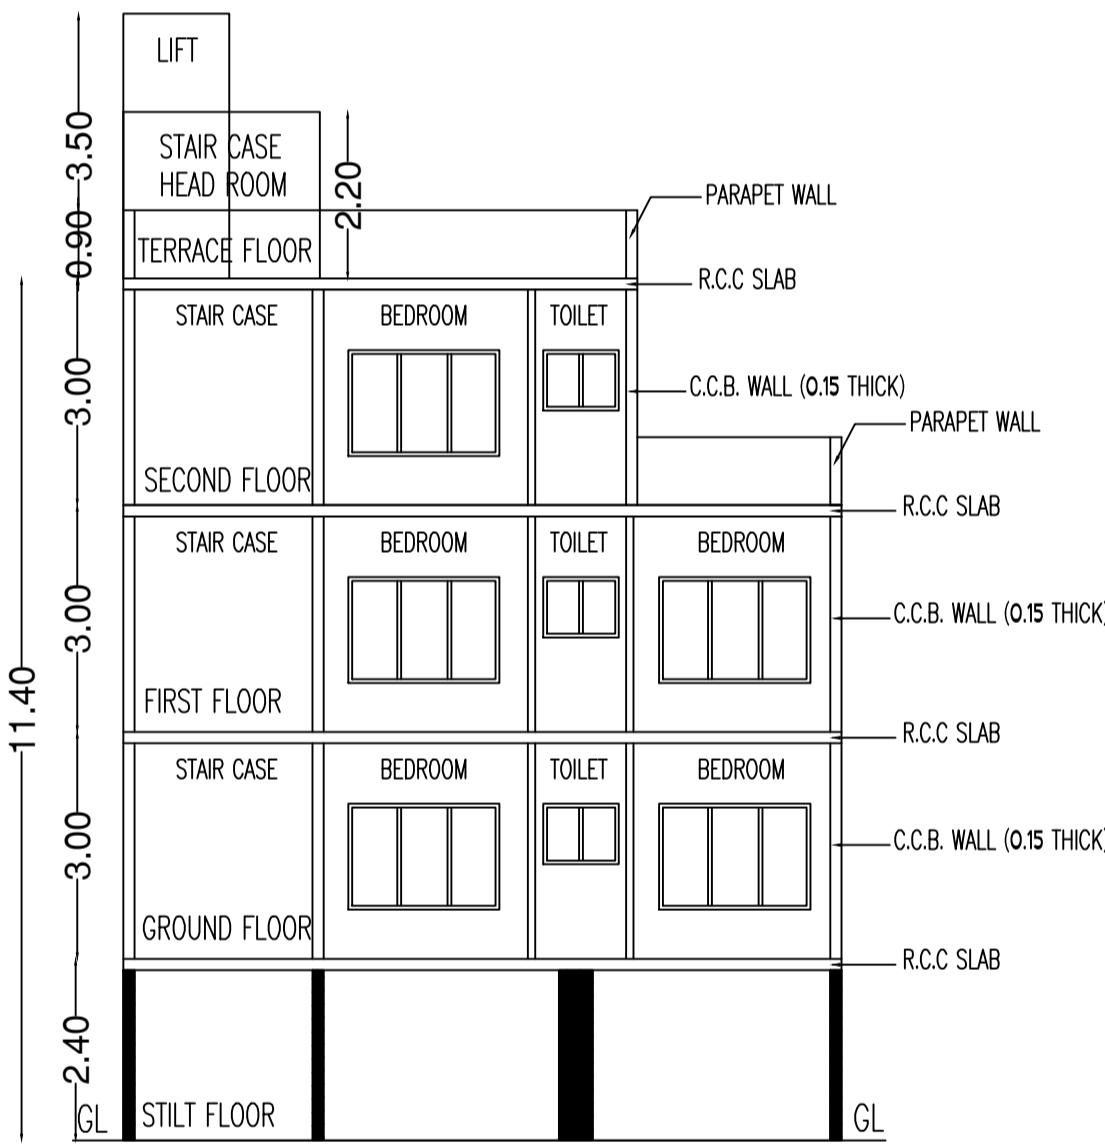 LIFT
3.50
STAIR CASE
HEAD ROOM
2.20
PARAPET WALL
0.90
TERRACE FLOOR
R.C.C SLAB
STAIR CASE
BEDROOM
TOILET
3.00
C.C.B. WALL (0.15 THICK)
PARAPET WALL
SECOND FLOOR
R.C.C SLAB
STAIR CASE
BEDROOM
TOILET
BEDROOM
3.00
C.C.B. WALL (0.15 THICK)
11.40
FIRST FLOOR
R.C.C SLAB
STAIR CASE
BEDROOM
TOILET
BEDROOM
3.00
C.C.B. WALL (0.15 THICK)
GROUND FLOOR
R.C.C SLAB
2.40
GL
STILT FLOOR
GL